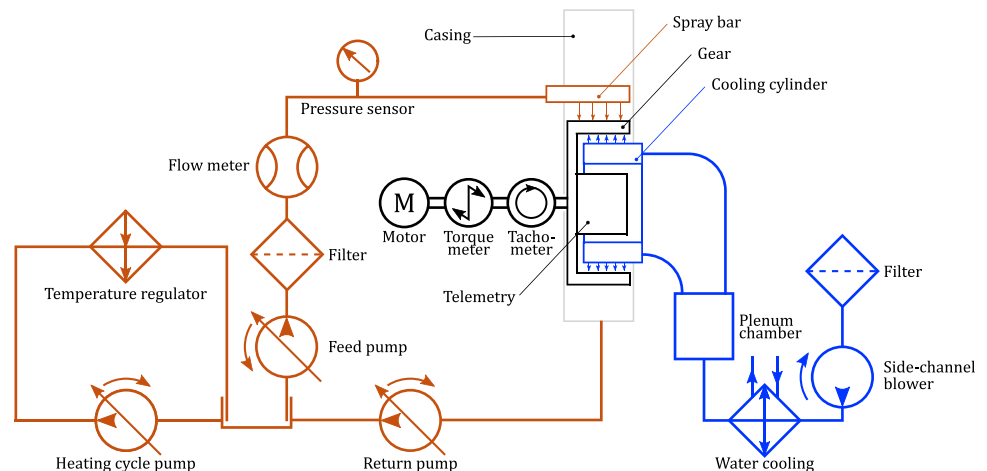 Casing
Spray bar
Gear
Cooling cylinder
Pressure sensor
Flow meter
M
Motor
Torque
meter
Tacho-
meter
Filter
Filter
Temperature regulator
Telemetry
Plenum
chamber
Feed pump
Side-channel
blower
Heating cycle pump
Return pump
Water cooling